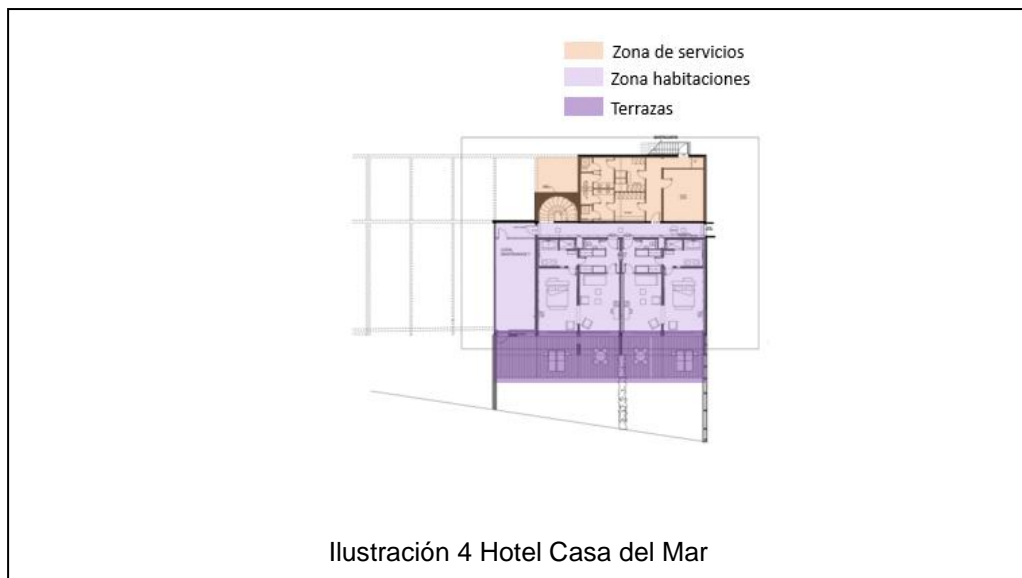 Zona de servicios
Zona habitaciones
Terrazas
Ilustración 4 Hotel Casa del Mar